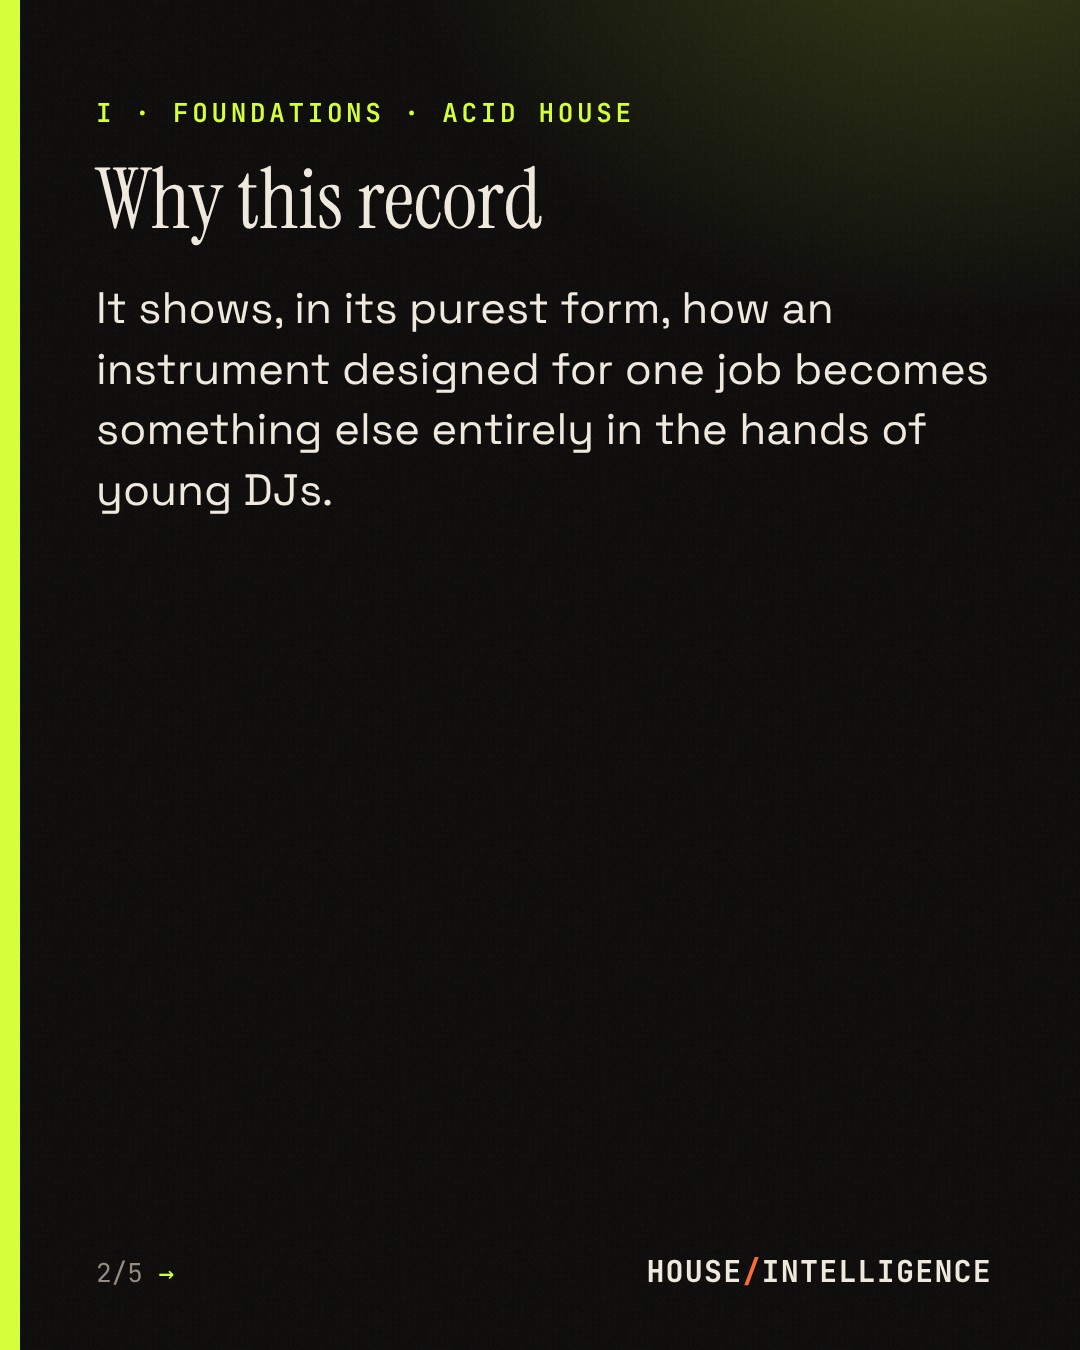 I · FOUNDATIONS · ACID HOUSE
Why this record
It shows, in its purest form, how an
instrument designed for one job becomes
something else entirely in the hands of
young DJs.
2/5 →
HOUSE/INTELLIGENCE